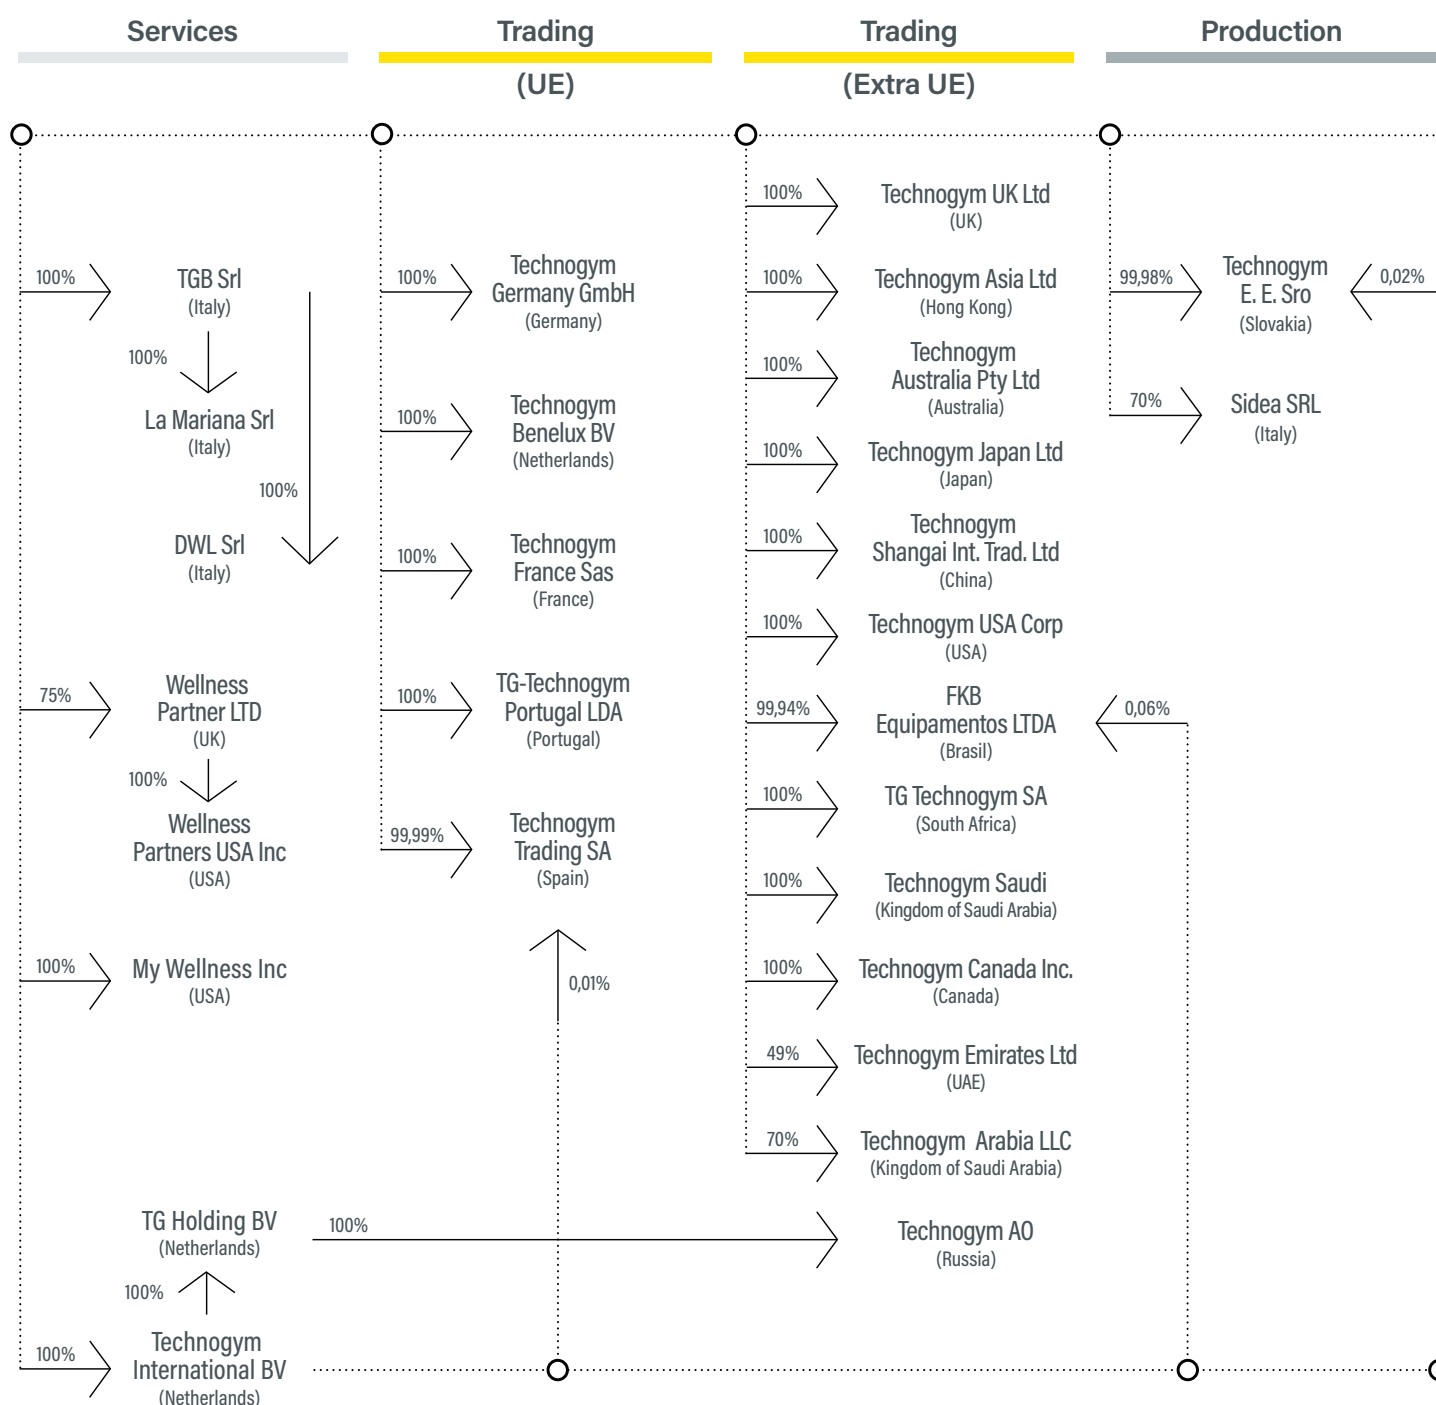 Services
Trading
(UE)
Trading
(Extra UE)
Production
100%
TGB Srl
(Italy)
100%
La Mariana Srl
(Italy)
100%
DWL Srl
(Italy)
75%
Wellness
Partner LTD
(UK)
100%
Wellness
Partners USA Inc
(USA)
100%
My Wellness Inc
(USA)
TG Holding BV
(Netherlands)
100%
100%
100%
Technogym
International BV
(Netherlands)
100%
Technogym
Germany GmbH
(Germany)
100%
Technogym
Benelux BV
(Netherlands)
100%
Technogym
France Sas
(France)
100%
TG-Technogym
Portugal LDA
(Portugal)
99,99%
Technogym
Trading SA
(Spain)
0,01%
100%
Technogym UK Ltd
(UK)
100%
Technogym Asia Ltd
(Hong Kong)
100%
Technogym
Australia Pty Ltd
(Australia)
100%
Technogym Japan Ltd
(Japan)
100%
Technogym
Shangai Int. Trad. Ltd
(China)
100%
Technogym USA Corp
(USA)
99,94%
FKB
Equipamentos LTDA
(Brasil)
0,06%
100%
TG Technogym SA
(South Africa)
100%
Technogym Saudi
(Kingdom of Saudi Arabia)
100%
Technogym Canada Inc.
(Canada)
49%
Technogym Emirates Ltd
(UAE)
70%
Technogym Arabia LLC
(Kingdom of Saudi Arabia)
Technogym AO
(Russia)
99,98%
Technogym
E. E. Sro
(Slovakia)
0,02%
70%
Sidea SRL
(Italy)